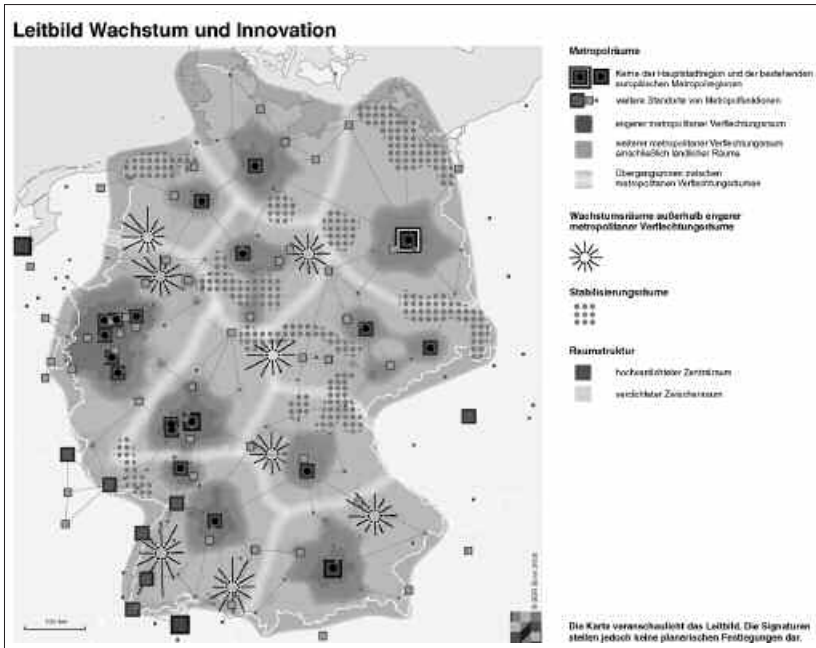 Leitbild Wachstum und Innovation
Metropolräume
Kerne der Hauptstadtregion und der bestehenden
europäischen Metropolregionen
weitere Standorte von Metropolfunktionen
engerer metropolitaner Verflechtungsraum
weiterer metropolitaner Verflechtungsraum
einschließlich ländlicher Räume
Übergangszonen zwischen
metropolitanen Verflechtungsräumen
Wachstumsräume außerhalb engerer
metropolitaner Verflechtungsräume
Stabilisierungsräume
Raumstruktur
hochverdichteter Zentralraum
verdichteter Zwischenraum
100 km
Die Karte veranschaulicht das Leitbild. Die Signaturen
stellen jedoch keine planerischen Festlegungen dar.